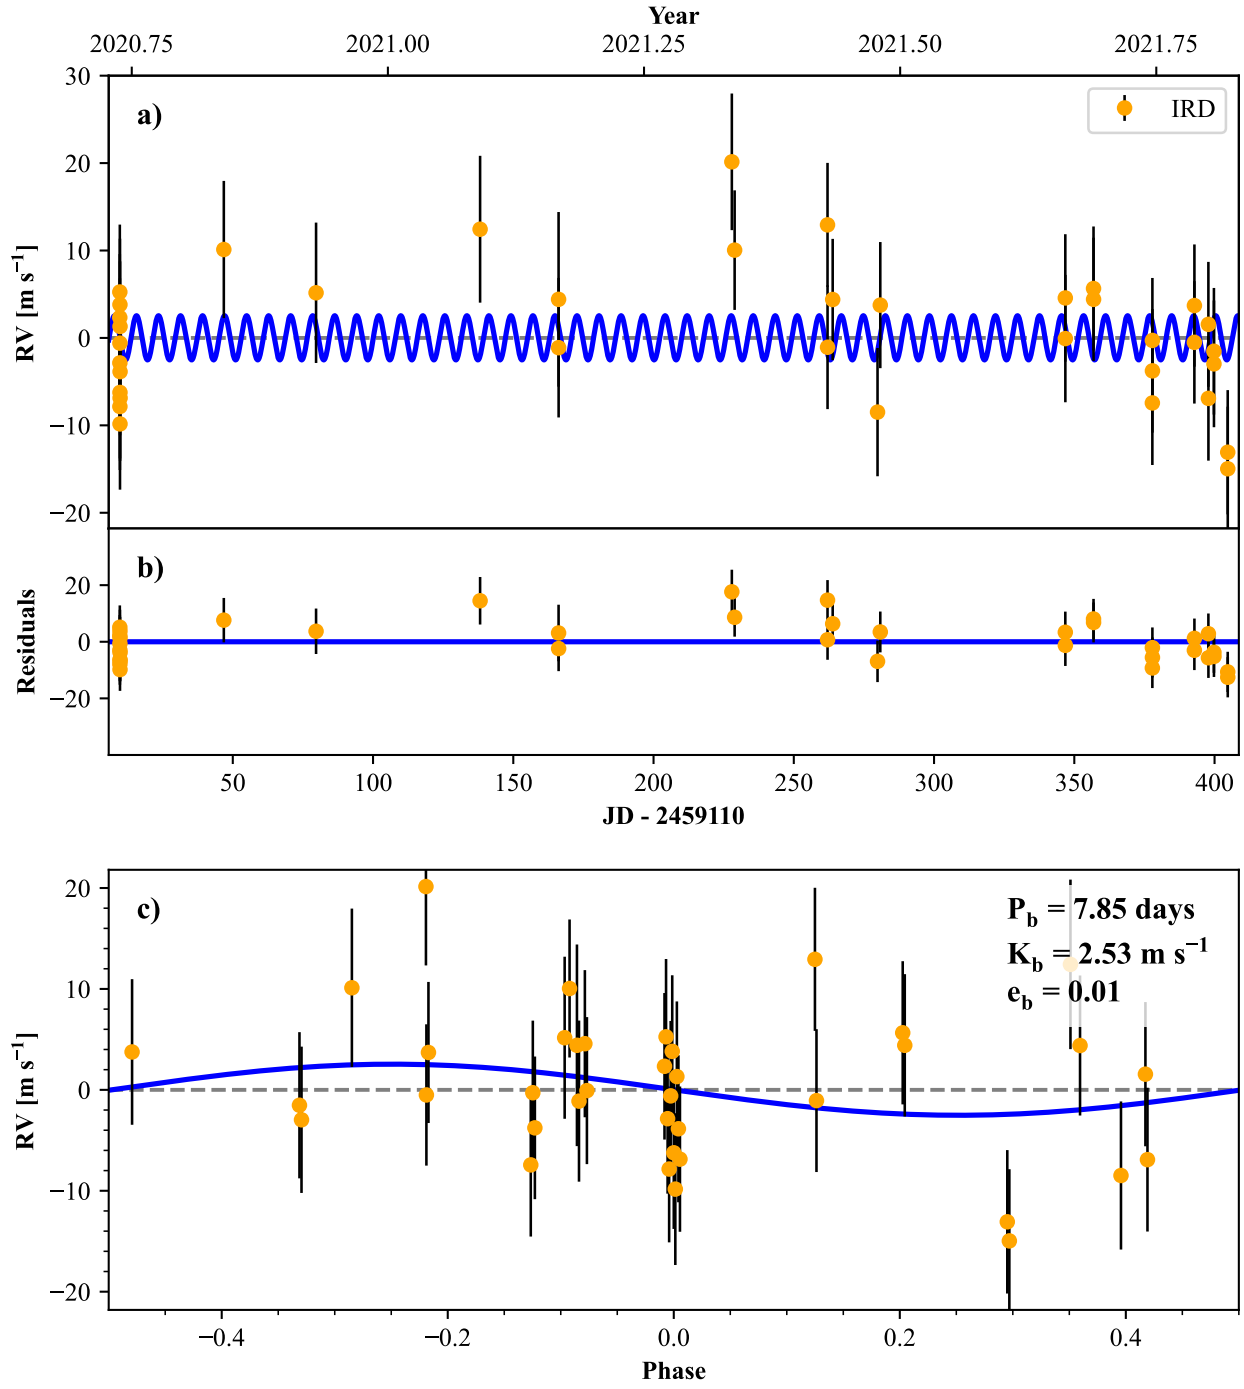 Year
2020.75 2021.00 2021.25 2021.50 2021.75
a)
IRD
30
20
10
0
−10
−20
RV [m s⁻¹]
b)
20
0
−20
Residuals
50 100 150 200 250 300 350 400
JD - 2459110
c)
P_b = 7.85 days
K_b = 2.53 m s⁻¹
e_b = 0.01
20
10
0
−10
−20
RV [m s⁻¹]
−0.4 −0.2 0.0 0.2 0.4
Phase